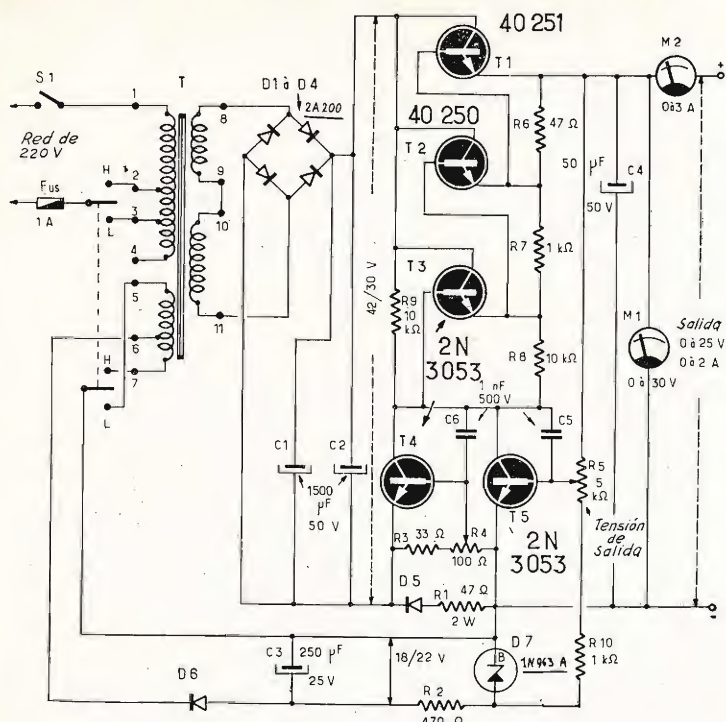 40 251
T1
M2
0 à 3 A
+
S1
1
T
8
D1 à D4
2A200
Red de
220 V
40 250
T2
R6
47 Ω
50
µF
C4
50 V
H
2
9
10
Fus
1 A
3
L
4
R7
1 kΩ
42/30 V
T3
5
R9
10
kΩ
M1
Salida
0 à 25 V
0 à 2 A
0 à 30 V
6
11
2N
3053
R8
10 kΩ
H
7
L
1 nF
500 V
C6
C5
C1
C2
T4
T5
R5
5
kΩ
1500
µF
50 V
R3
33 Ω
R4
100 Ω
2N
3053
Tensión
de
Salida
D5
R1
47 Ω
2 W
-
C3
250
µF
25 V
18/22 V
D7
B
1N963 A
R10
1 kΩ
D6
R2
470 Ω